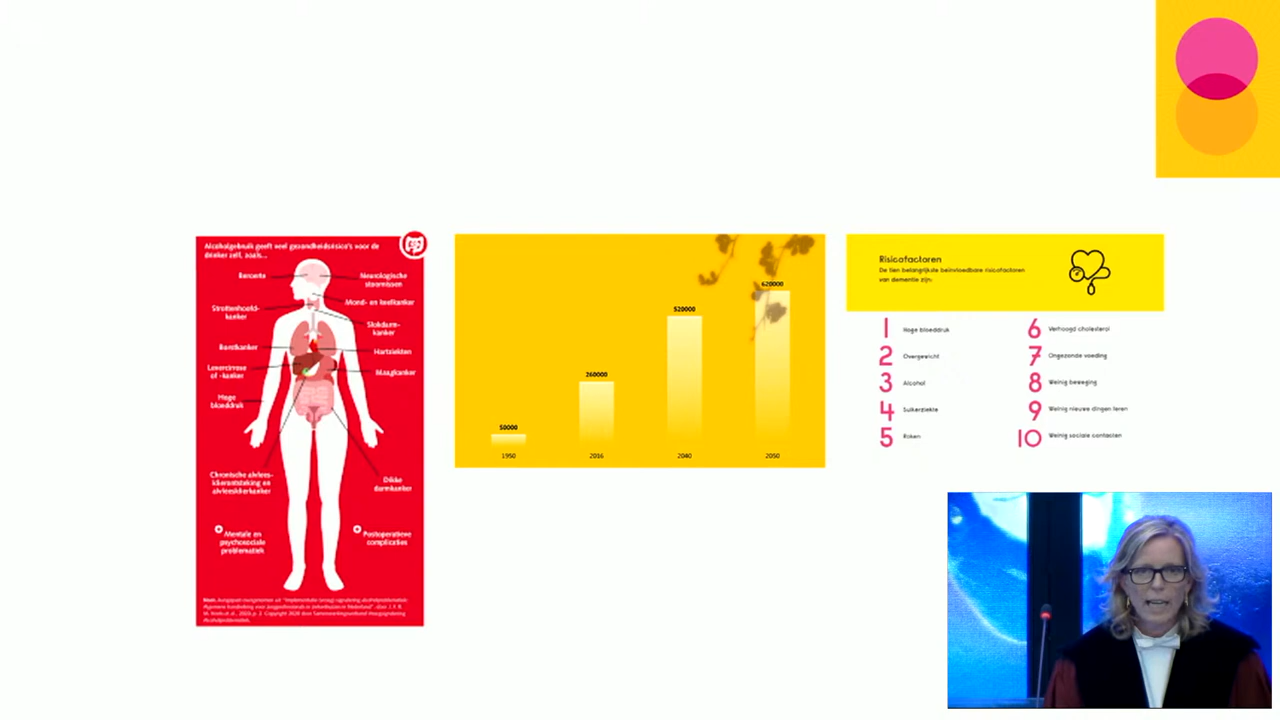 Alcoholgebruik geeft veel gezondheidsrisico's voor de
drinker zelf, zoals...
Beroerte
Neurologische
stoornissen
Mond- en keelkanker
Strottenhoofd-
kanker
Slokdarm-
kanker
Borstkanker
Hartziekten
Levercirrose
of -kanker
Maagkanker
Hoge
bloeddruk
Chronische alvlees-
klierontsteking en
alvleesklierkanker
Dikke
darmkanker
Mentale en
psychosociale
problematiek
Postoperatieve
complicaties
50000
260000
520000
620000
1950
2016
2040
2050
Risicofactoren
De tien belangrijkste beïnvloedbare risicofactoren
van dementie zijn:
1 Hoge bloeddruk
2 Overgewicht
3 Alcohol
4 Suikerziekte
5 Roken
6 Verhoogd cholesterol
7 Ongezonde voeding
8 Weinig beweging
9 Weinig nieuwe dingen leren
10 Weinig sociale contacten